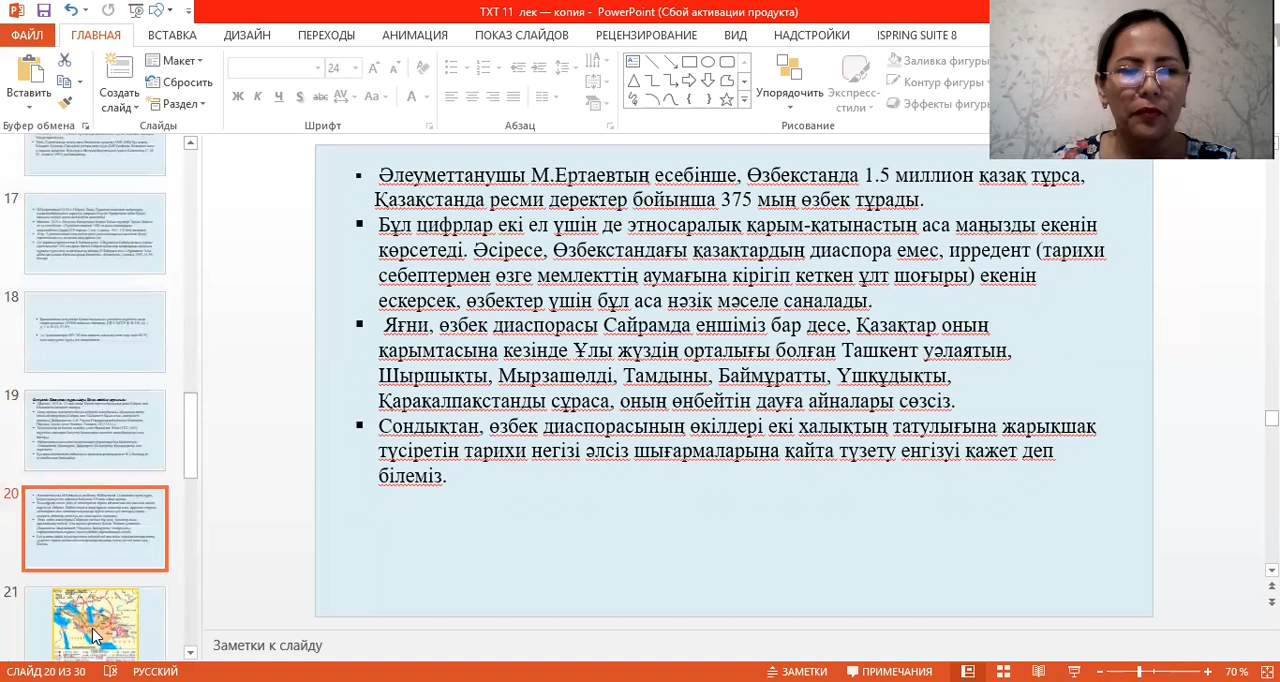 ТХТ 11 лек — копия - PowerPoint (Сбой активации продукта)
ФАЙЛ ГЛАВНАЯ ВСТАВКА ДИЗАЙН ПЕРЕХОДЫ АНИМАЦИЯ ПОКАЗ СЛАЙДОВ РЕЦЕНЗИРОВАНИЕ ВИД НАДСТРОЙКИ ISPRING SUITE 8
Вставить
Создать слайд
Макет
Сбросить
Раздел
24
Ж К Ч S abc AV Aa A
Упорядочить
Экспресс-стили
Заливка фигуры
Контур фигуры
Эффекты фигуры
Буфер обмена Слайды Шрифт Абзац Рисование
17
18
19
20
21
Әлеуметтанушы М.Ертаевтың есебінше, Өзбекстанда 1.5 миллион қазақ тұрса,
Қазақстанда ресми деректер бойынша 375 мың өзбек тұрады.
Бұл цифрлар екі ел үшін де этносаралық қарым-қатынастың аса маңызды екенін
көрсетеді. Әсіресе, Өзбекстандағы қазақтардың диаспора емес, ирредент (тарихи
себептермен өзге мемлекттің аумағына кірігіп кеткен ұлт шоғыры) екенін
ескерсек, өзбектер үшін бұл аса нәзік мәселе саналады.
Яғни, өзбек диаспорасы Сайрамда еншіміз бар десе, Қазақтар оның
қарымтасына кезінде Ұлы жүздің орталығы болған Ташкент уәлаятын,
Шыршықты, Мырзашөлді, Тамдыны, Баймұратты, Үшқұдықты,
Қарақалпақстанды сұраса, оның өнбейтін дауға айналары сөзсіз.
Сондықтан, өзбек диаспорасының өкілдері екі халықтың татулығына жарықшақ
түсіретін тарихи негізі әлсіз шығармаларына қайта түзету енгізуі қажет деп
білеміз.
Заметки к слайду
СЛАЙД 20 ИЗ 30 РУССКИЙ ЗАМЕТКИ ПРИМЕЧАНИЯ 70 %